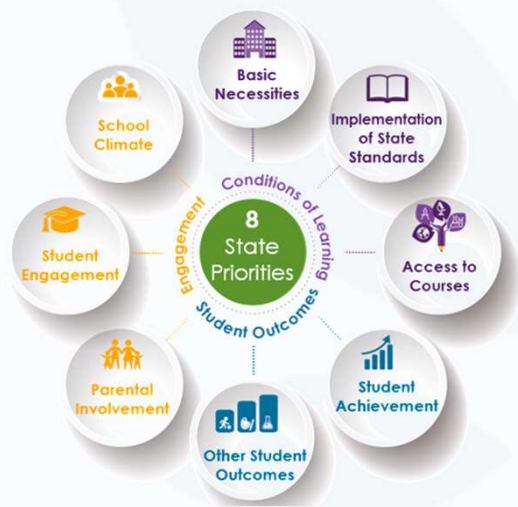 Basic
Necessities
Implementation
of State
Standards
Access to
Courses
Student
Achievement
Other Student
Outcomes
Parental
Involvement
Student
Engagement
School
Climate
Conditions of Learning
Student Outcomes
Engagement
8
State
Priorities